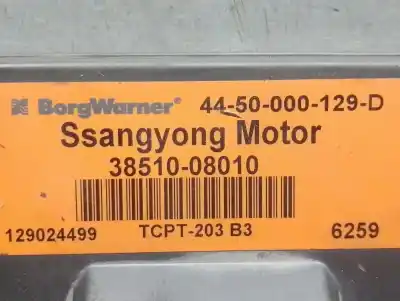 BorgWarner® 44-50-000-129-D
Ssangyong Motor
38510-08010
129024499 TCPT-203 B3 6259